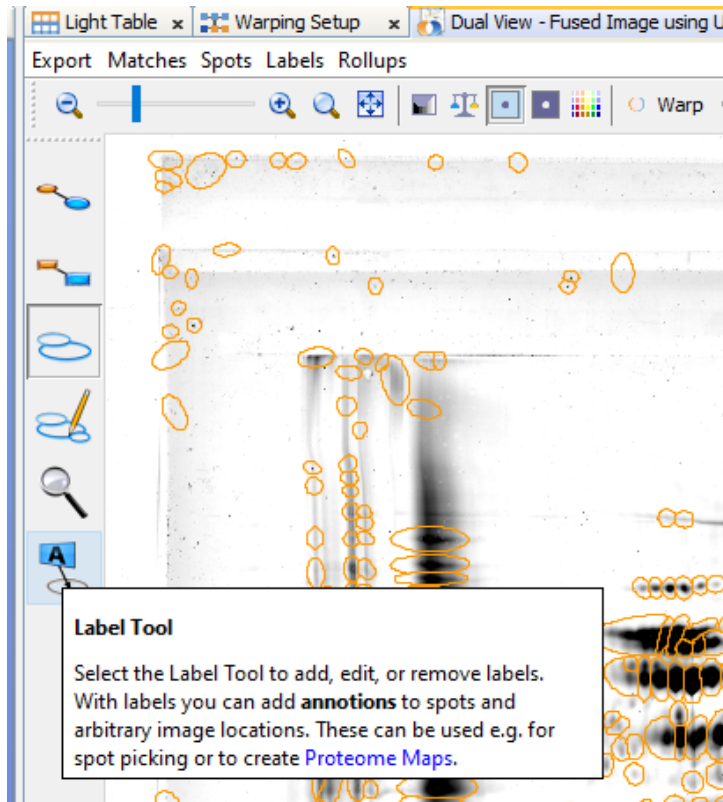 Light Table
Warping Setup
Dual View - Fused Image using U
Export Matches Spots Labels Rollups
Warp
A
Label Tool
Select the Label Tool to add, edit, or remove labels.
With labels you can add annotions to spots and
arbitrary image locations. These can be used e.g. for
spot picking or to create Proteome Maps.